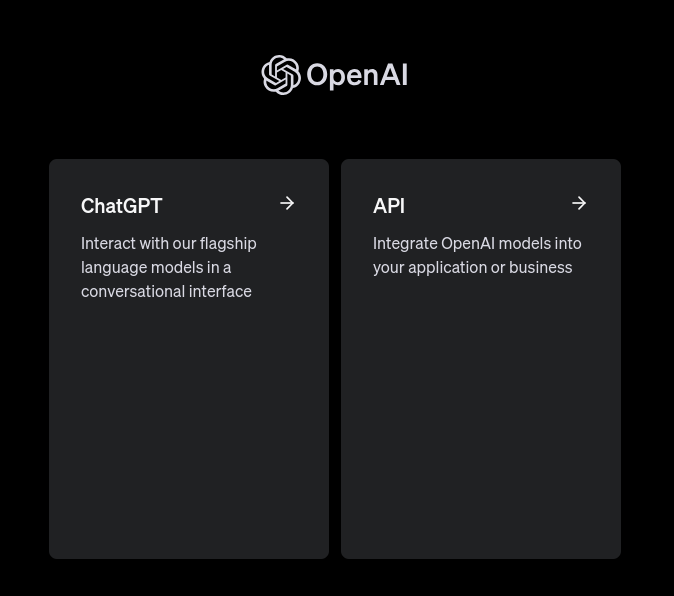 OpenAI
ChatGPT
Interact with our flagship
language models in a
conversational interface
API
Integrate OpenAI models into
your application or business